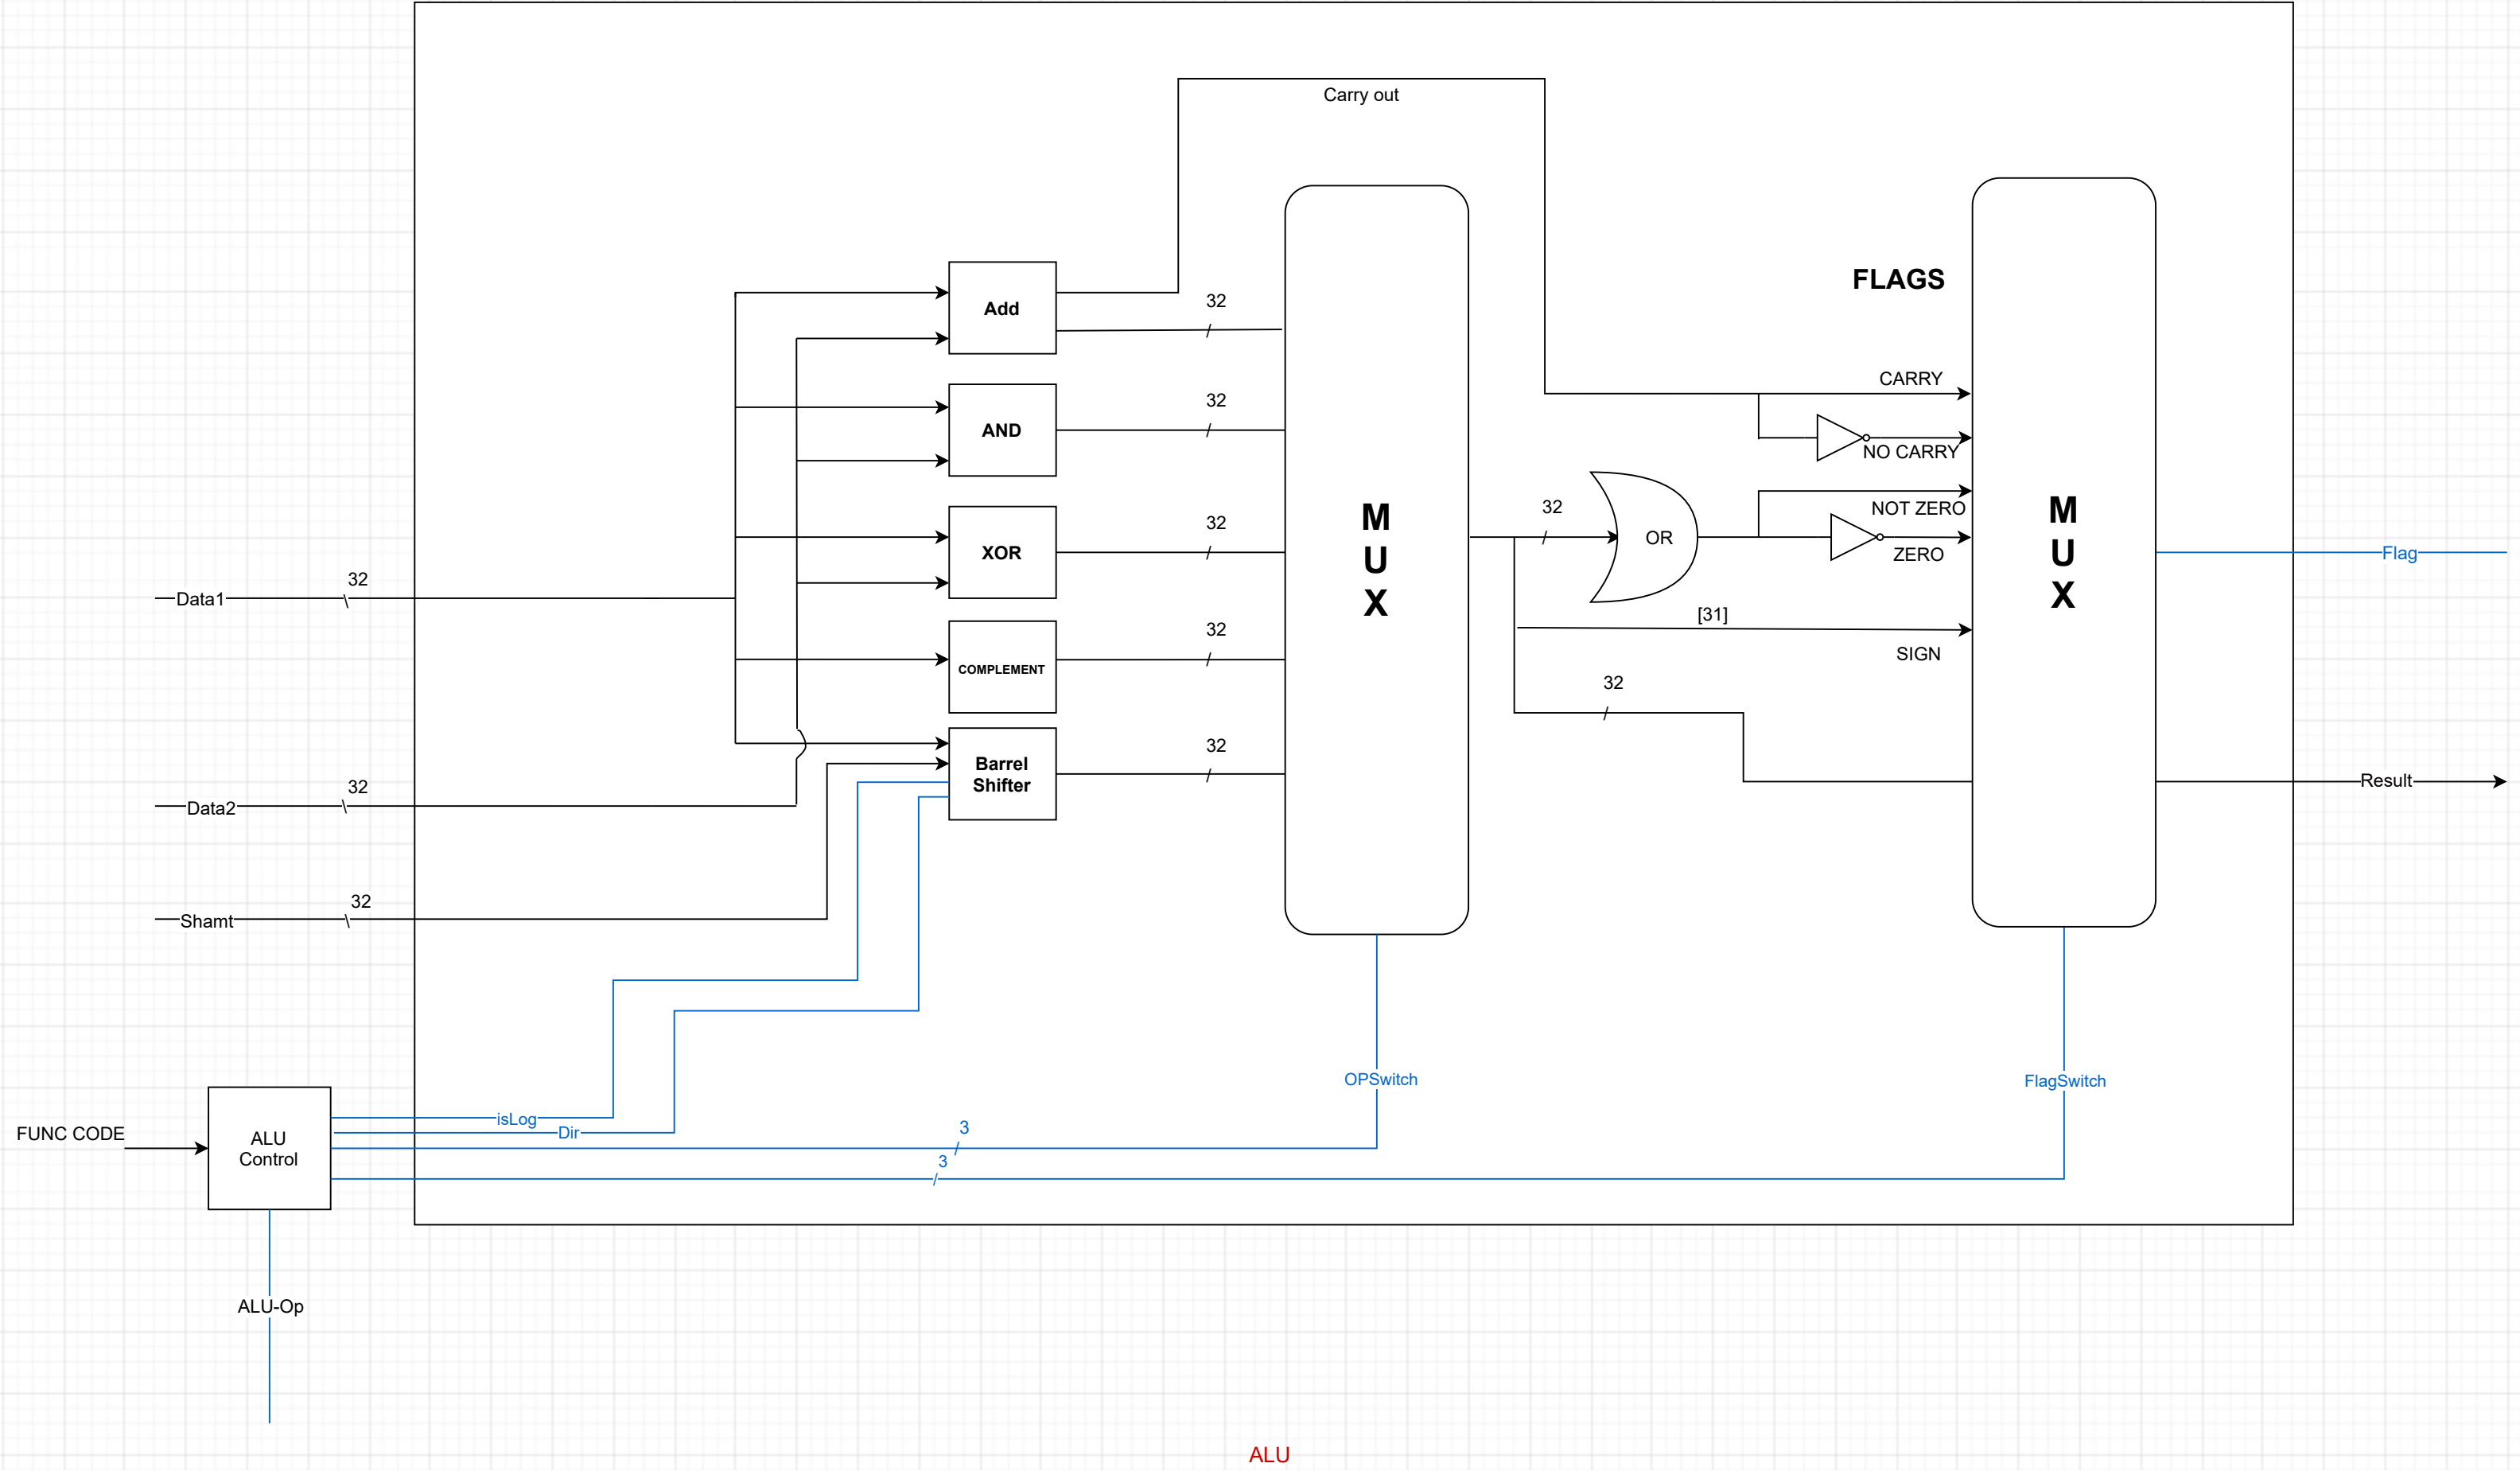 Carry out
FLAGS
Add
32
CARRY
AND
32
NO CARRY
XOR
32
M
U
X
32
OR
NOT ZERO
ZERO
M
U
X
Flag
Data1
32
COMPLEMENT
32
[31]
SIGN
32
Barrel
Shifter
32
Result
Data2
32
Shamt
32
OPSwitch
FlagSwitch
FUNC CODE
ALU
Control
isLog
Dir
3
3
ALU-Op
ALU